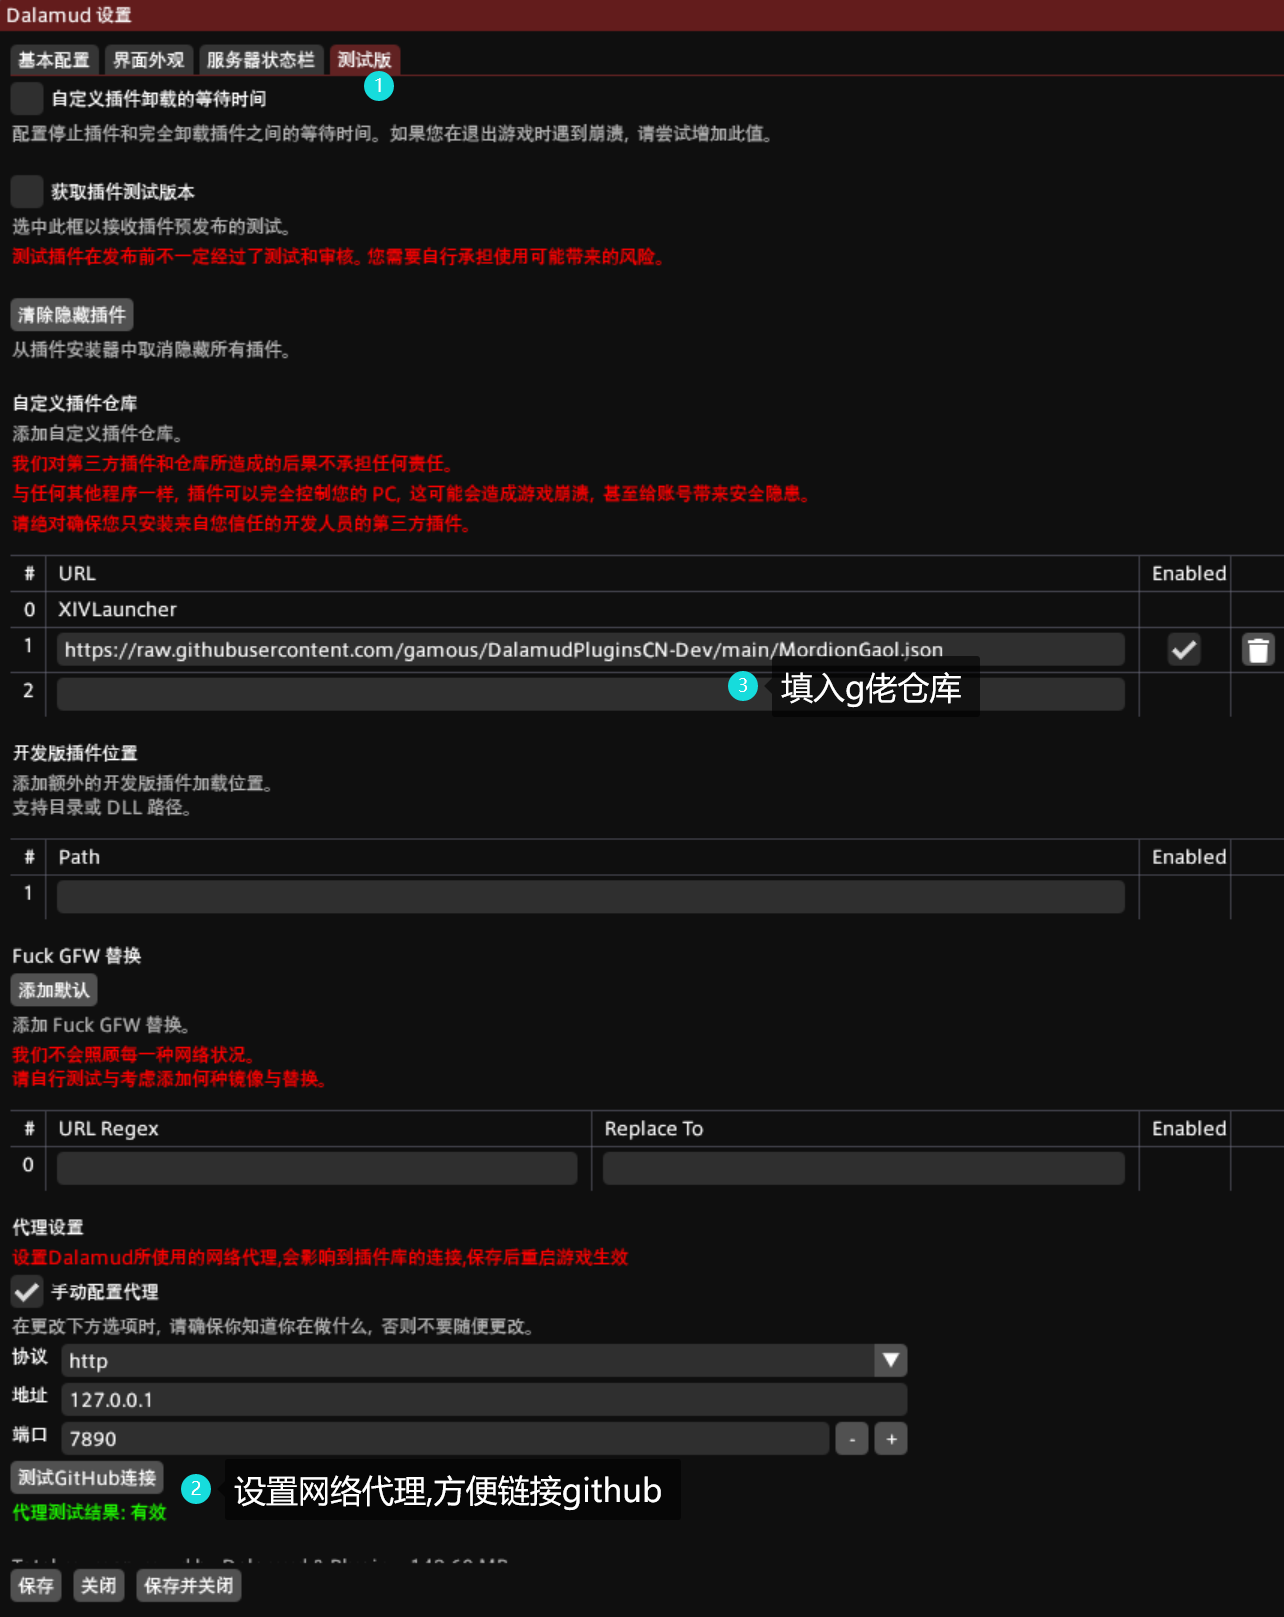 Dalamud 设置
基本配置 界面外观 服务器状态栏 测试版
1
自定义插件卸载的等待时间
配置停止插件和完全卸载插件之间的等待时间。如果您在退出游戏时遇到崩溃, 请尝试增加此值。
获取插件测试版本
选中此框以接收插件预发布的测试。
测试插件在发布前不一定经过了测试和审核。您需要自行承担使用可能带来的风险。
清除隐藏插件
从插件安装器中取消隐藏所有插件。
自定义插件仓库
添加自定义插件仓库。
我们对第三方插件和仓库所造成的后果不承担任何责任。
与任何其他程序一样, 插件可以完全控制您的 PC, 这可能会造成游戏崩溃, 甚至给账号带来安全隐患。
请绝对确保您只安装来自您信任的开发人员的第三方插件。
# URL Enabled
0 XIVLauncher
1 https://raw.githubusercontent.com/gamous/DalamudPluginsCN-Dev/main/MordionGaol.json
2
3 填入g佬仓库
开发版插件位置
添加额外的开发版插件加载位置。
支持目录或 DLL 路径。
# Path Enabled
1
Fuck GFW 替换
添加默认
添加 Fuck GFW 替换。
我们不会照顾每一种网络状况。
请自行测试与考虑添加何种镜像与替换。
# URL Regex Replace To Enabled
0
代理设置
设置Dalamud所使用的网络代理,会影响到插件库的连接,保存后重启游戏生效
手动配置代理
在更改下方选项时, 请确保你知道你在做什么, 否则不要随便更改。
协议 http
地址 127.0.0.1
端口 7890 - +
测试GitHub连接
2 设置网络代理,方便链接github
代理测试结果: 有效
保存 关闭 保存并关闭